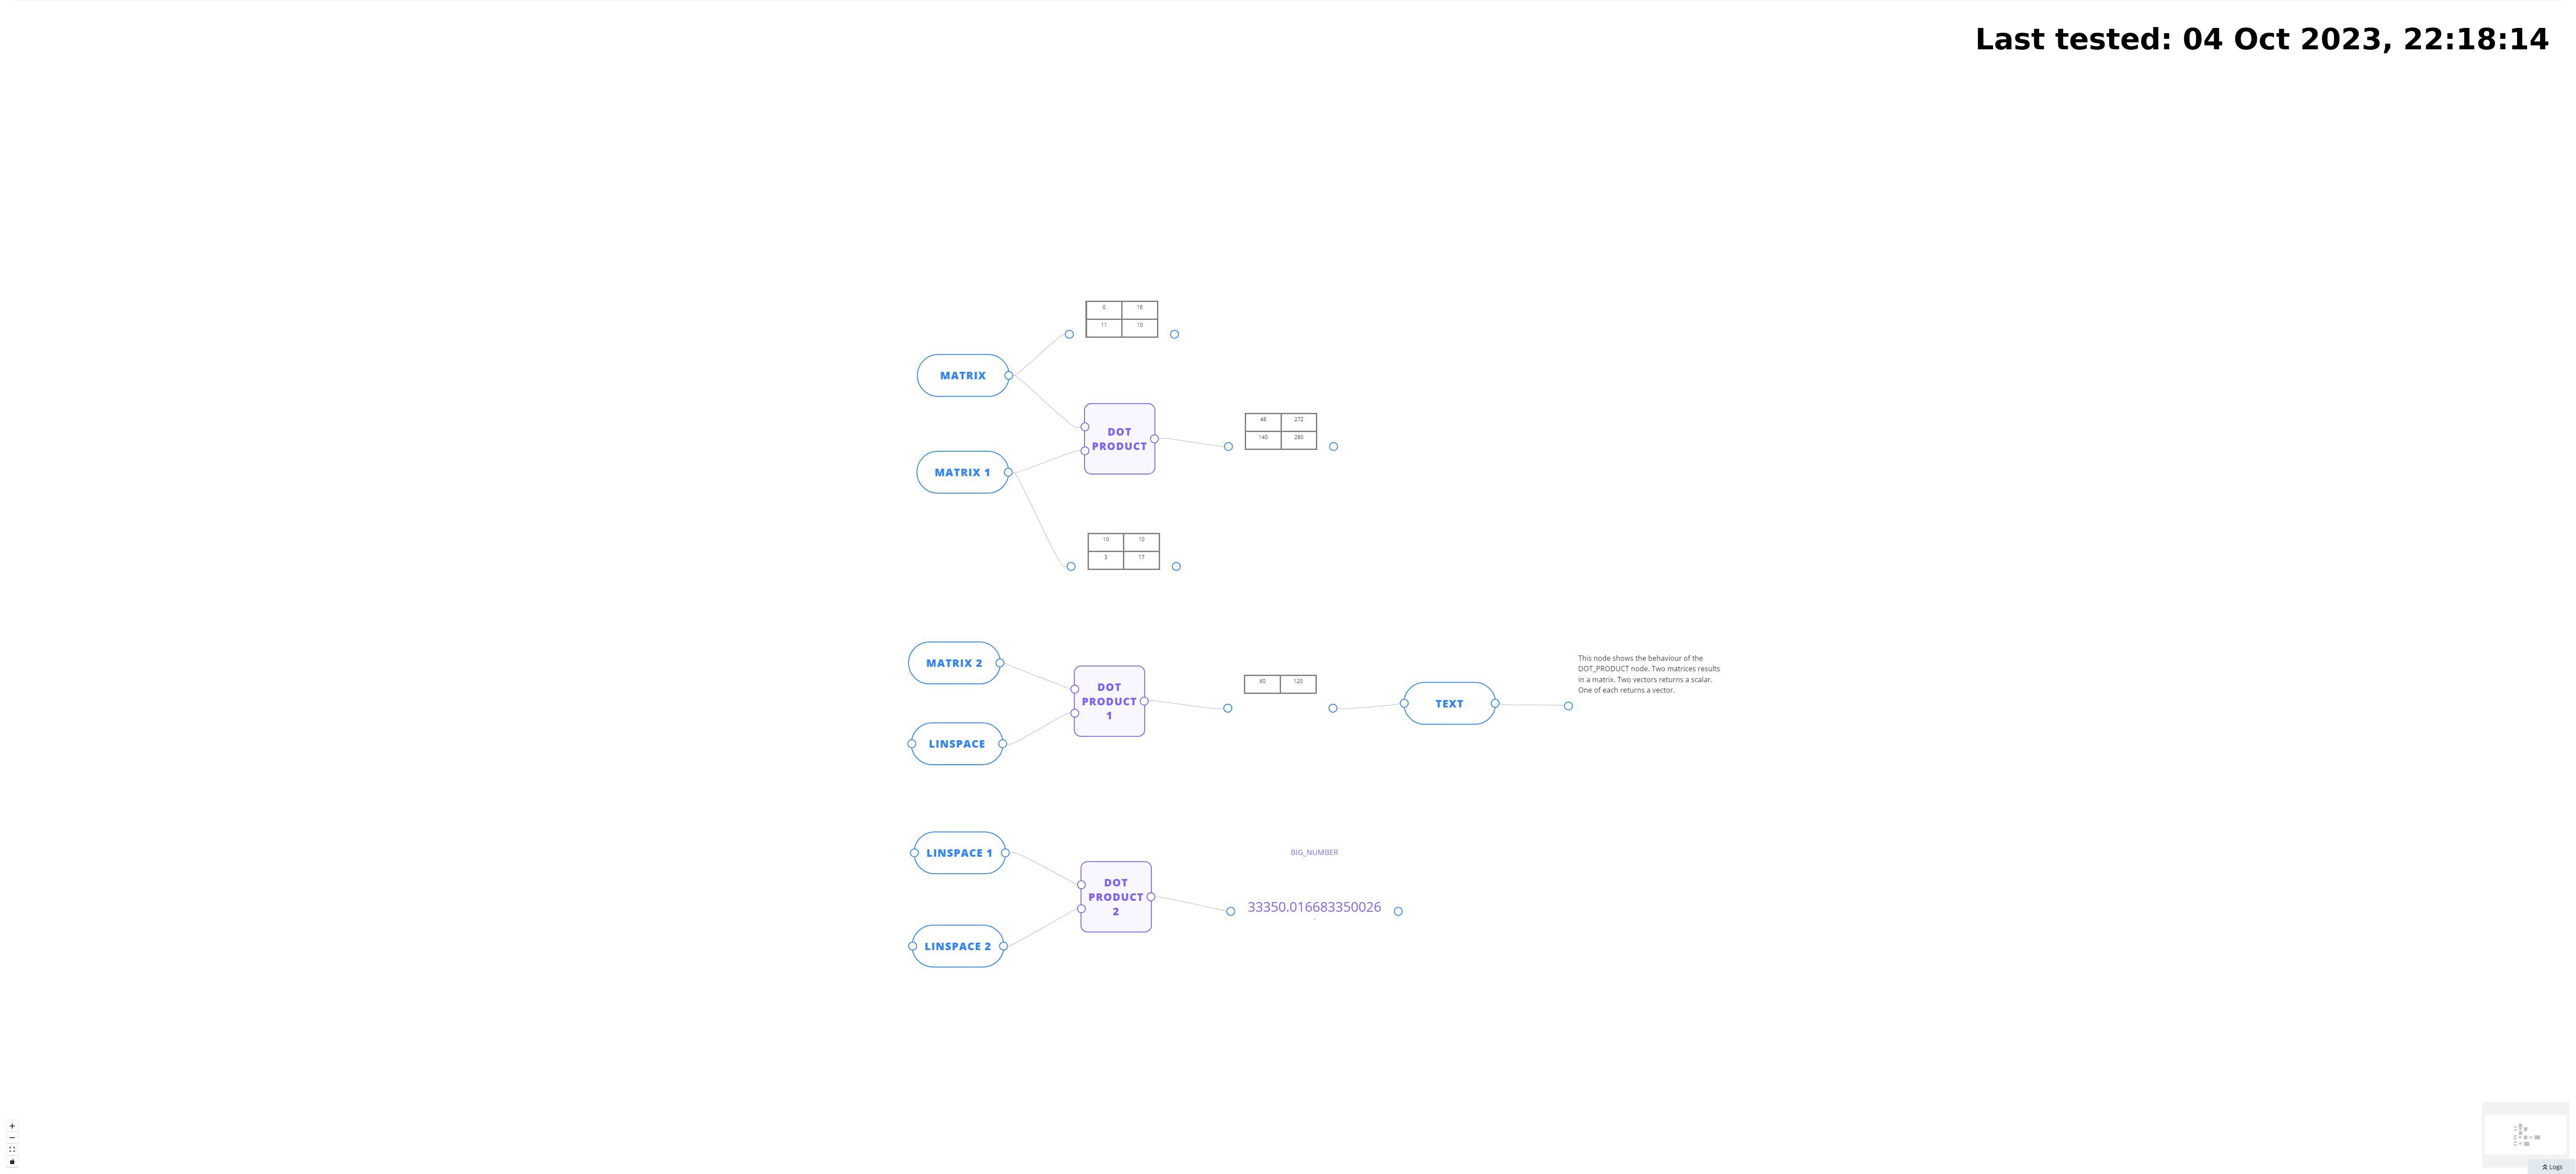 Last tested: 04 Oct 2023, 22:18:14
0 16
11 10
MATRIX
DOT
PRODUCT
48 272
140 280
MATRIX 1
10 10
3 17
MATRIX 2
DOT
PRODUCT
1
60 120
TEXT
This node shows the behaviour of the
DOT_PRODUCT node. Two matrices results
in a matrix. Two vectors returns a scalar.
One of each returns a vector.
LINSPACE
LINSPACE 1
BIG_NUMBER
DOT
PRODUCT
2
33350.016683350026
LINSPACE 2
Logs